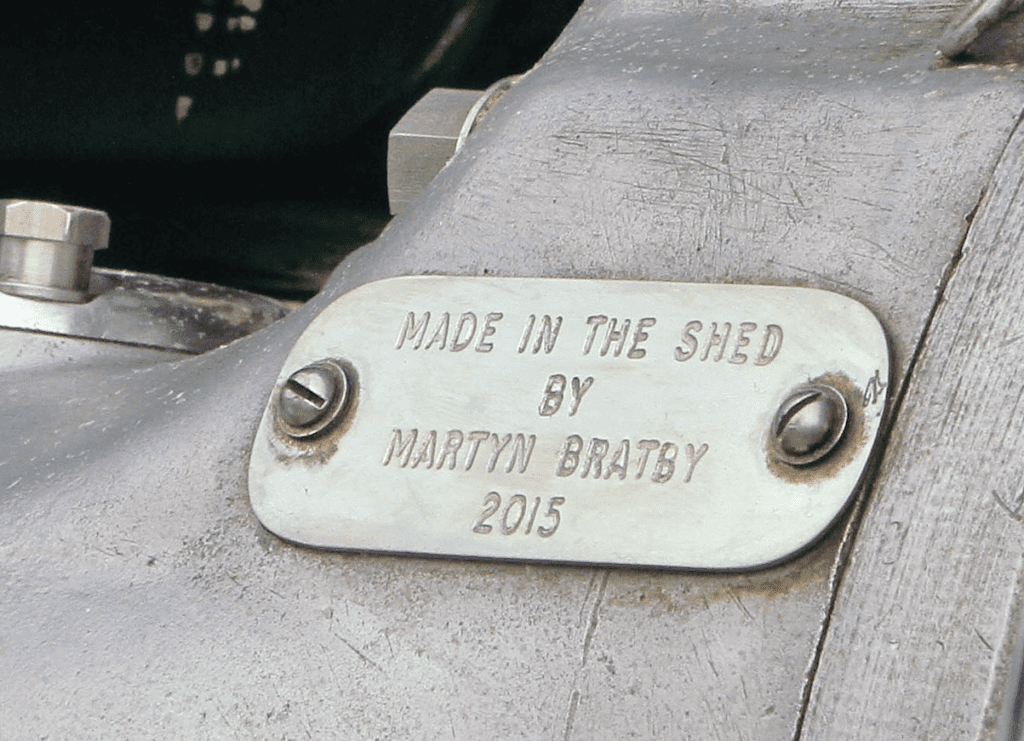 MADE IN THE SHED
BY
MARTYN BRATBY
2015